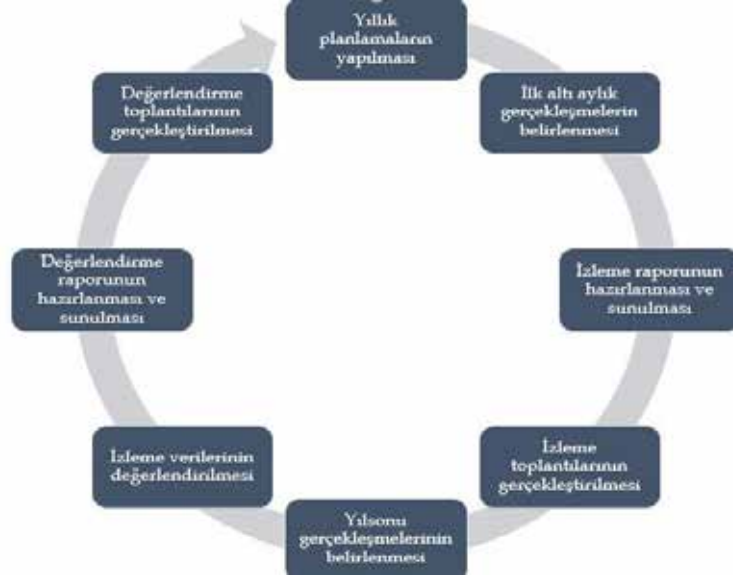 Yıllık
planlamaların
yapılması
İlk altı aylık
gerçekleşmelerin
belirlenmesi
İzleme raporunun
hazırlanması ve
sunulması
İzleme
toplantılarının
gerçekleştirilmesi
Yılsonu
gerçekleşmelerinin
belirlenmesi
İzleme verilerinin
değerlendirilmesi
Değerlendirme
raporunun
hazırlanması ve
sunulması
Değerlendirme
toplantılarının
gerçekleştirilmesi